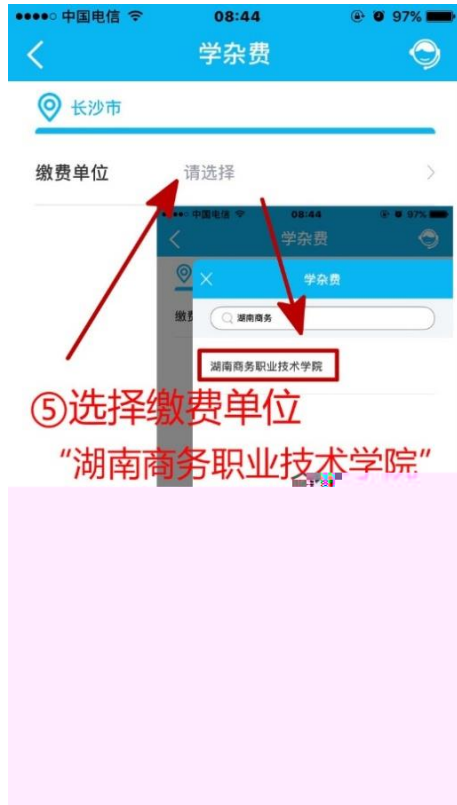 中国电信 08:44 97%
学杂费
长沙市
缴费单位 请选择
中国电信 08:44 97%
学杂费
学杂费
缴费
湖南商务
湖南商务职业技术学院
⑤选择缴费单位
“湖南商务职业技术学院”